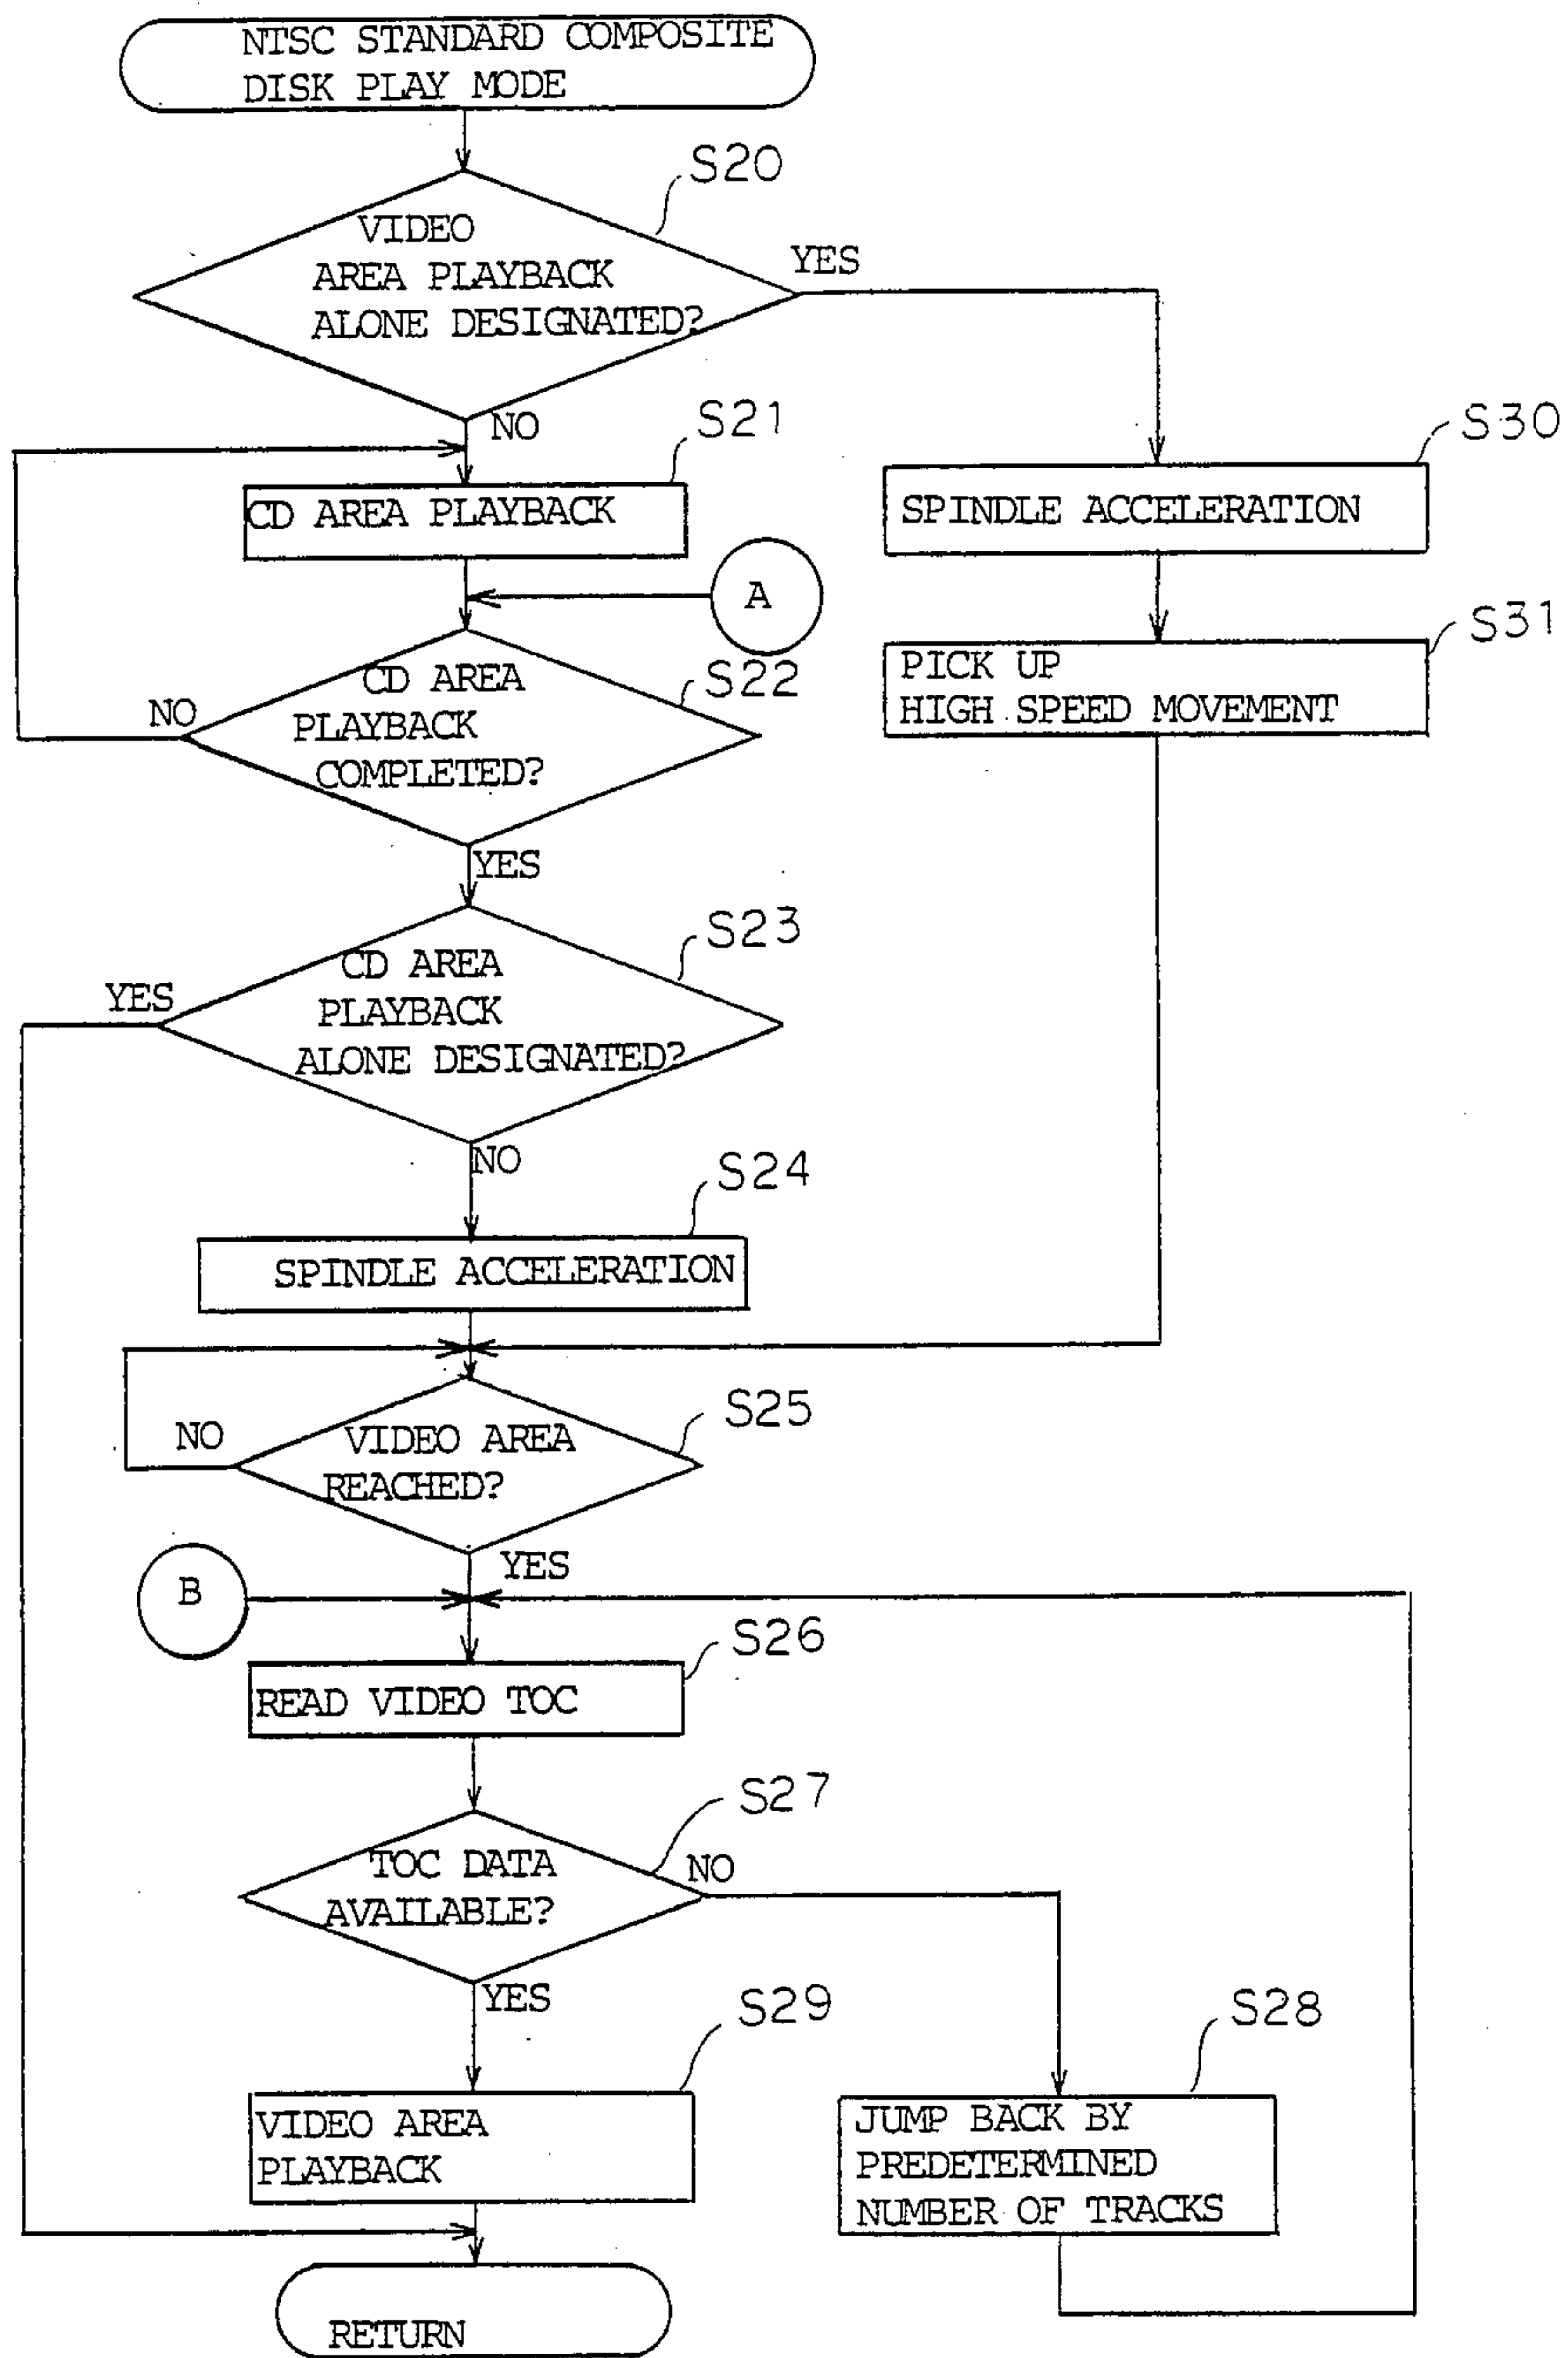 NTSC STANDARD COMPOSITE
DISK PLAY MODE
S20
VIDEO
AREA PLAYBACK
ALONE DESIGNATED?
YES
NO
S21
CD AREA PLAYBACK
S30
SPINDLE ACCELERATION
A
S31
PICK UP
HIGH SPEED MOVEMENT
S22
CD AREA
PLAYBACK
COMPLETED?
NO
YES
S23
CD AREA
PLAYBACK
ALONE DESIGNATED?
YES
NO
S24
SPINDLE ACCELERATION
S25
VIDEO AREA
REACHED?
NO
YES
B
S26
READ VIDEO TOC
S27
TOC DATA
AVAILABLE?
NO
YES
S29
VIDEO AREA
PLAYBACK
S28
JUMP BACK BY
PREDETERMINED
NUMBER OF TRACKS
RETURN